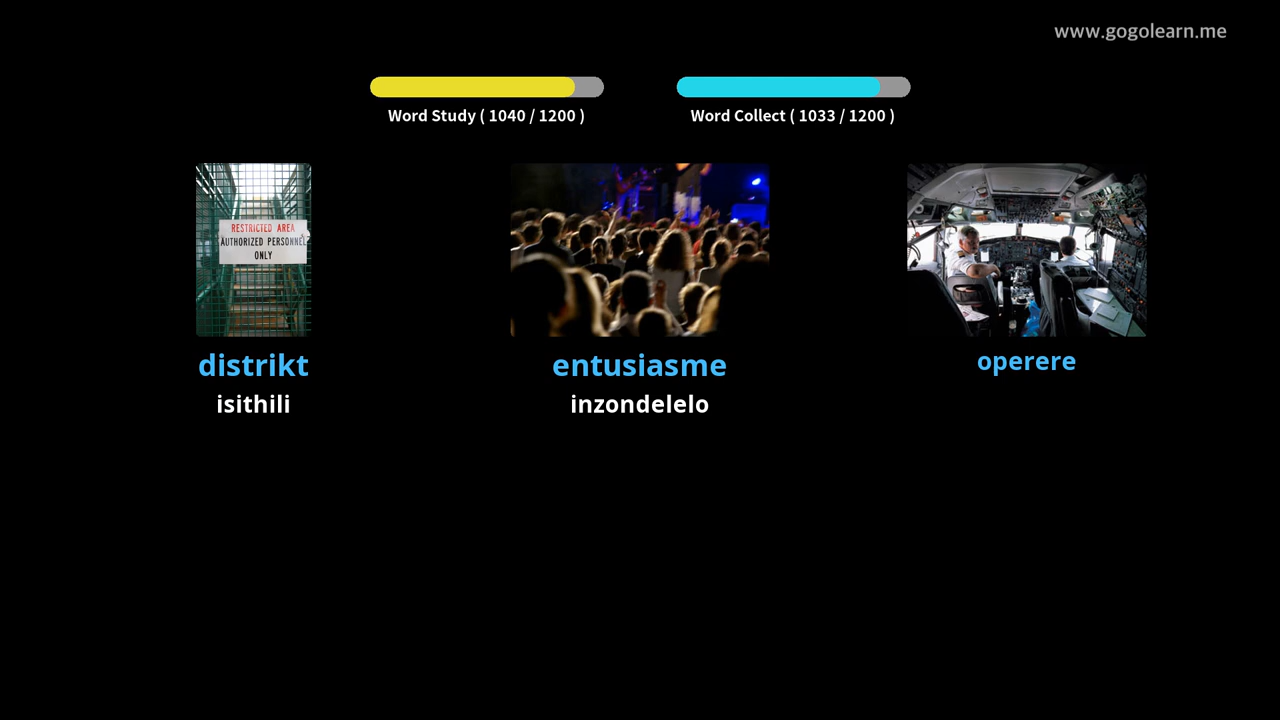 www.gogolearn.me
Word Study ( 1040 / 1200 )
Word Collect ( 1033 / 1200 )
RESTRICTED AREA
AUTHORIZED PERSONNEL
ONLY
distrikt
isithili
entusiasme
inzondelelo
operere